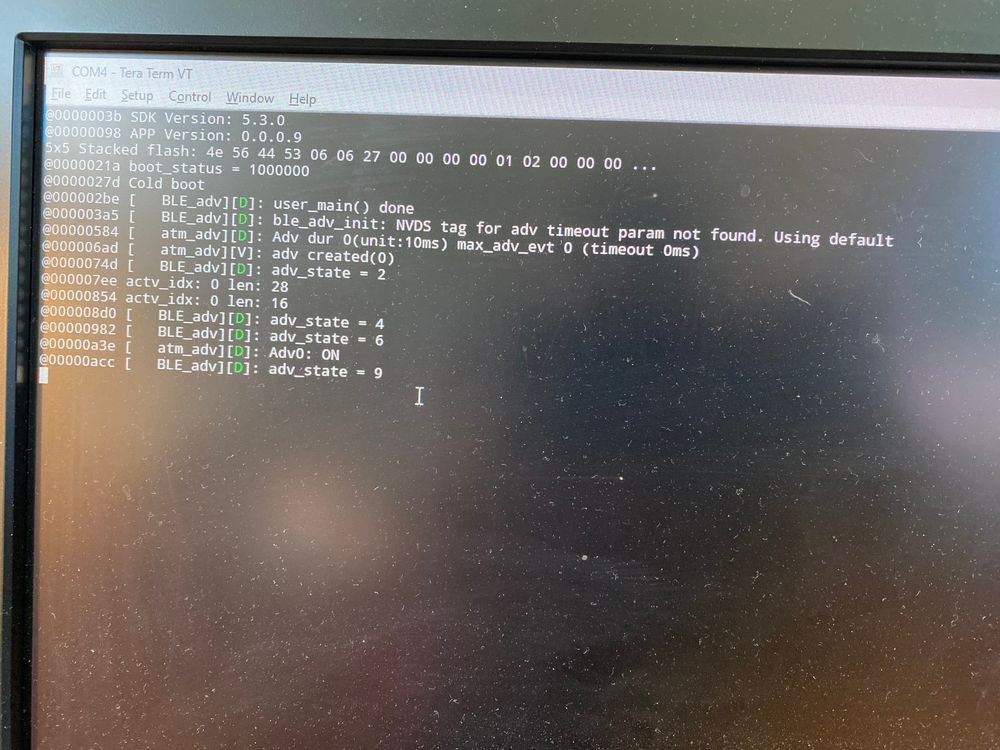 COM4 - Tera Term VT
File Edit Setup Control Window Help
@0000003b SDK Version: 5.3.0
@00000098 APP Version: 0.0.0.9
5x5 Stacked flash: 4e 56 44 53 06 06 27 00 00 00 00 01 02 00 00 00 ...
@0000021a boot_status = 1000000
@0000027d Cold boot
@000002be [   BLE_adv][D]: user_main() done
@000003a5 [   BLE_adv][D]: ble_adv_init: NVDS tag for adv timeout param not found. Using default
@00000584 [   atm_adv][D]: Adv dur 0(unit:10ms) max_adv_evt 0 (timeout 0ms)
@000006ad [   atm_adv][V]: adv created(0)
@0000074d [   BLE_adv][D]: adv_state = 2
@000007ee actv_idx: 0 len: 28
@00000854 actv_idx: 0 len: 16
@000008d0 [   BLE_adv][D]: adv_state = 4
@00000982 [   BLE_adv][D]: adv_state = 6
@00000a3e [   atm_adv][D]: Adv0: ON
@00000acc [   BLE_adv][D]: adv_state = 9